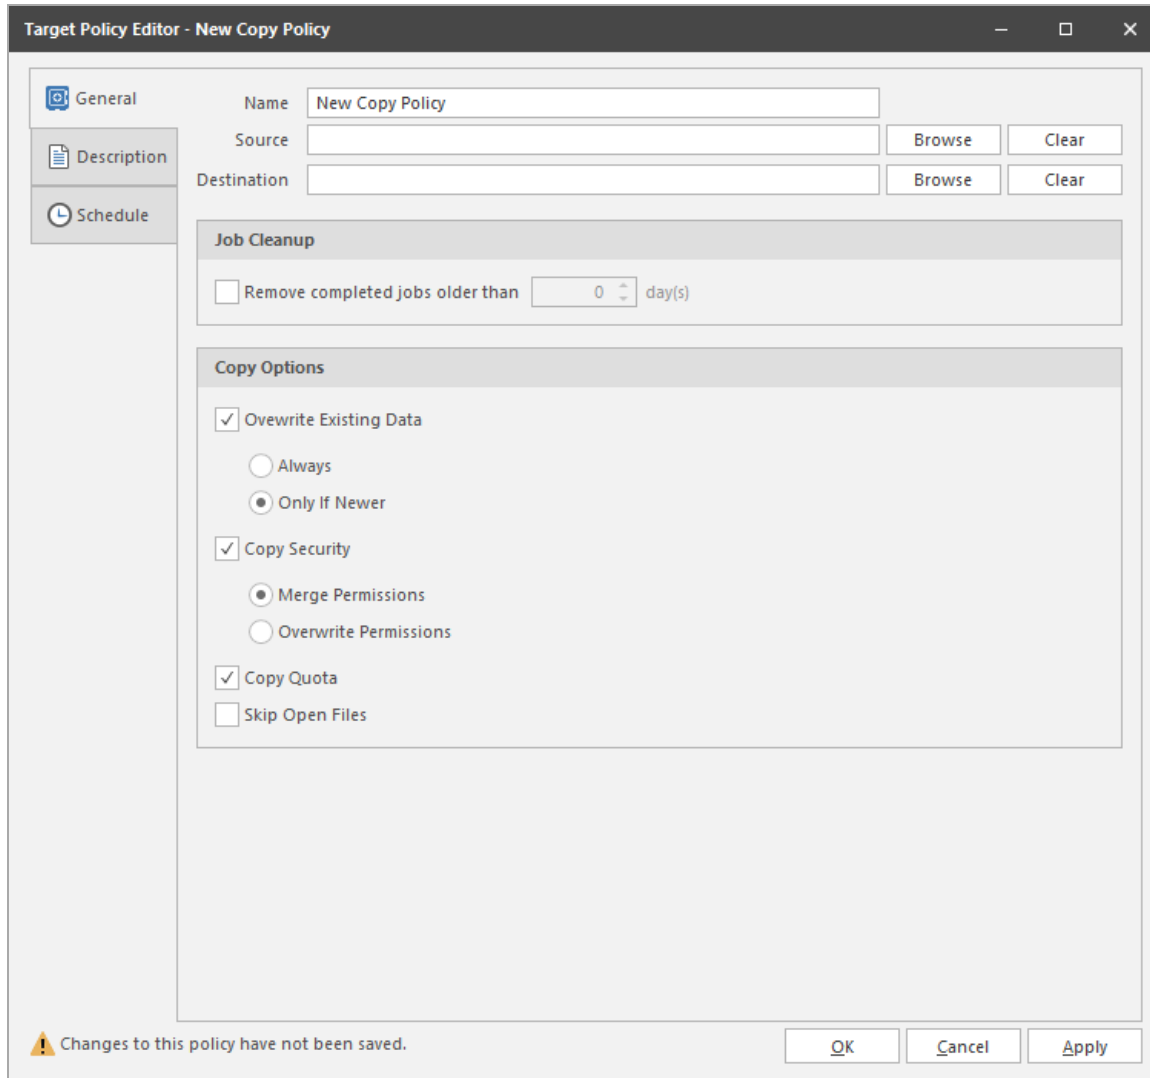 Target Policy Editor - New Copy Policy
General
Description
Schedule
Name New Copy Policy
Source Browse Clear
Destination Browse Clear
Job Cleanup
Remove completed jobs older than 0 day(s)
Copy Options
Ovewrite Existing Data
Always
Only If Newer
Copy Security
Merge Permissions
Overwrite Permissions
Copy Quota
Skip Open Files
Changes to this policy have not been saved.
OK Cancel Apply